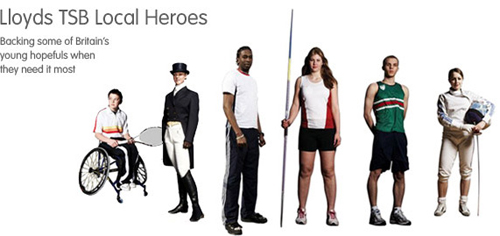 Lloyds TSB Local Heroes
Backing some of Britain's
young hopefuls when
they need it most